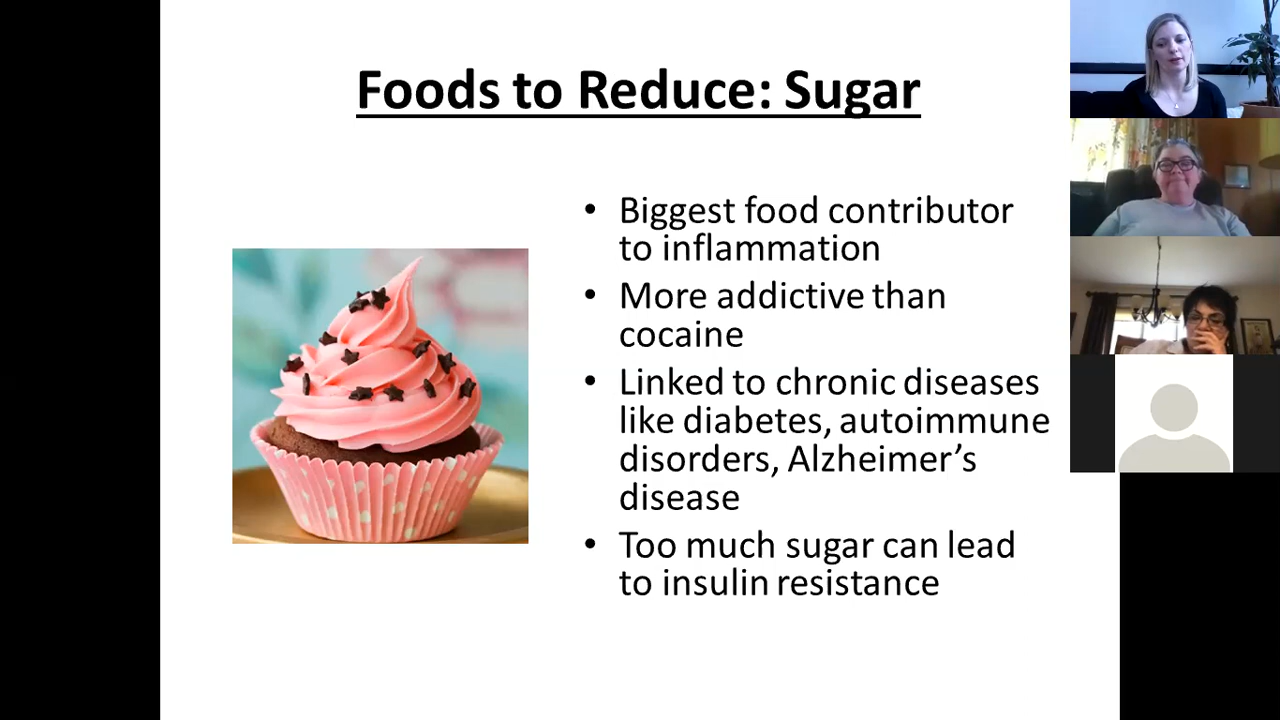 Foods to Reduce: Sugar
• Biggest food contributor
to inflammation
• More addictive than
cocaine
• Linked to chronic diseases
like diabetes, autoimmune
disorders, Alzheimer’s
disease
• Too much sugar can lead
to insulin resistance